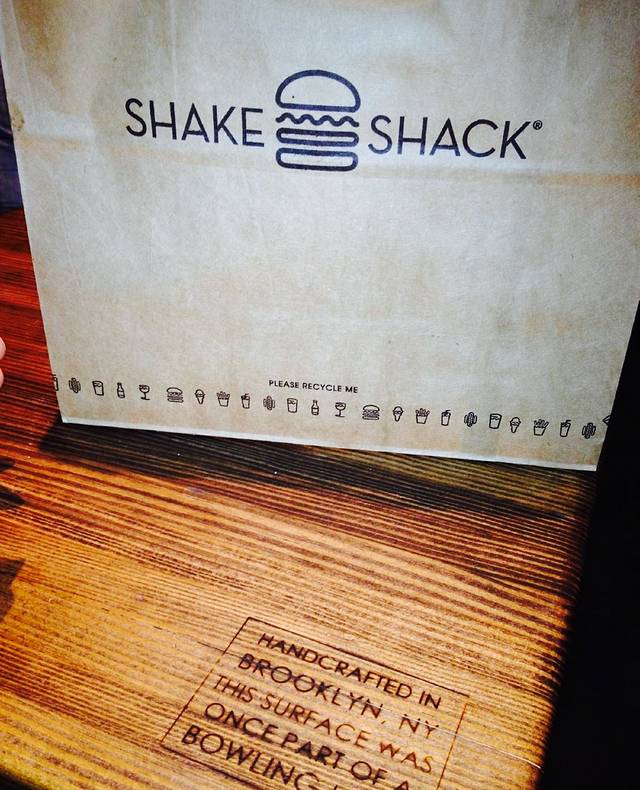 SHAKE SHACK®
PLEASE RECYCLE ME
HANDCRAFTED IN
BROOKLYN, NY
THIS SURFACE WAS
ONCE PART OF A
BOWLING